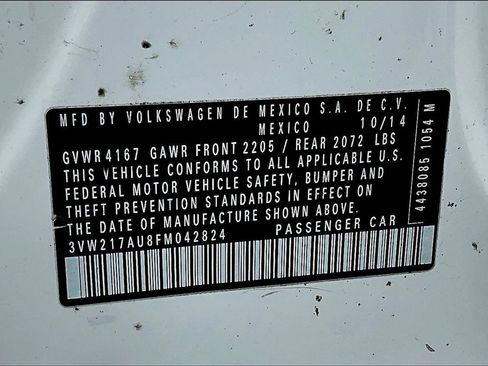 MFD BY VOLKSWAGEN DE MEXICO S.A. DE C.V.
MEXICO 10/14
GVWR 4167 GAWR FRONT 2205 / REAR 2072 LBS
THIS VEHICLE CONFORMS TO ALL APPLICABLE U.S.
FEDERAL MOTOR VEHICLE SAFETY, BUMPER AND
THEFT PREVENTION STANDARDS IN EFFECT ON
THE DATE OF MANUFACTURE SHOWN ABOVE.
3VW217AU8FM042824 PASSENGER CAR
4438085 1054 M